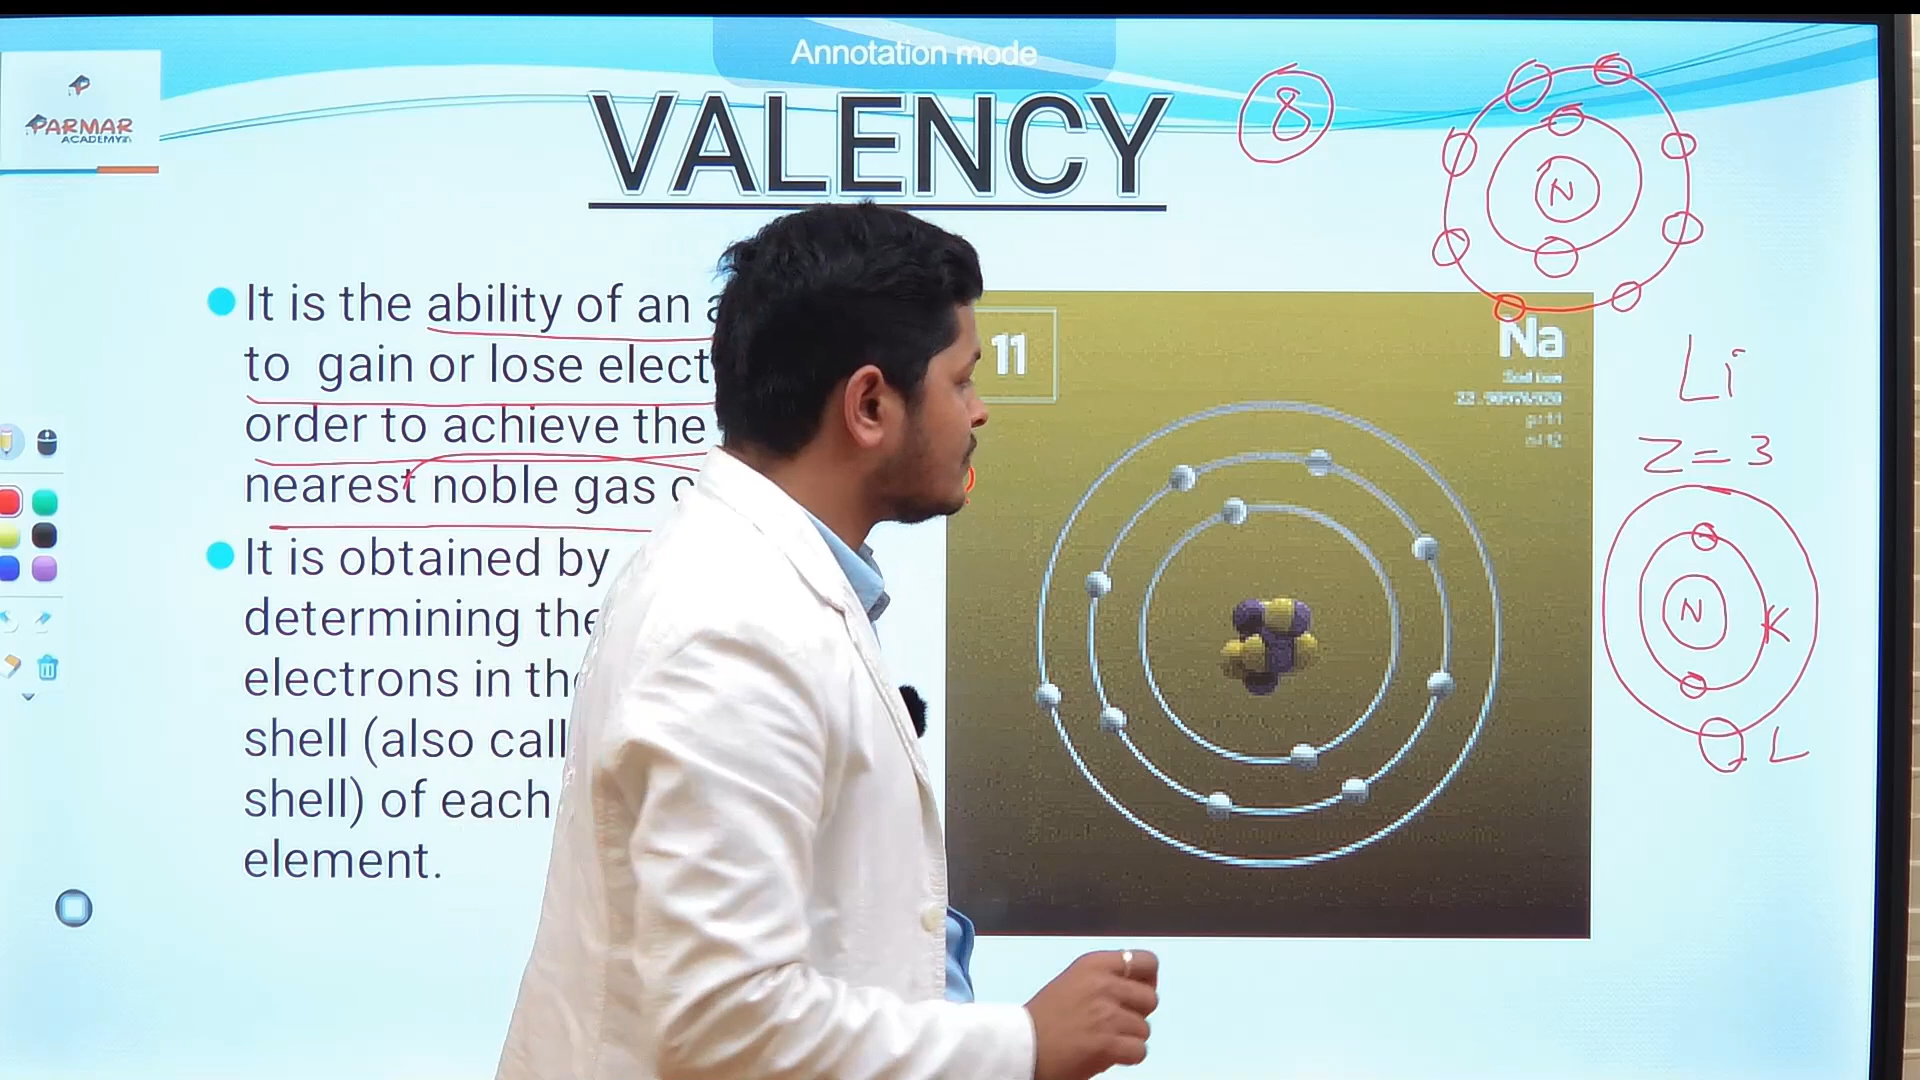 Annotation mode
PARMAR
ACADEMY
VALENCY
8
N
It is the ability of an
to gain or lose elect
order to achieve the
nearest noble gas
It is obtained by
determining the
electrons in the
shell (also call
shell) of each
element.
11
Na
Li
Z=3
N
K
L